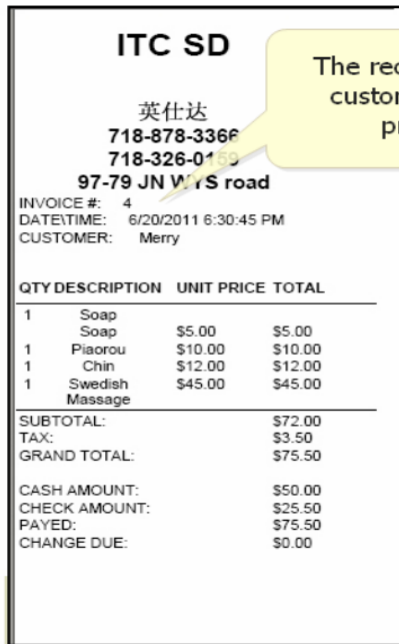 ITC SD
The rec
custor
pr
英仕达
718-878-3366
718-326-0159
97-79 JN WYS road
INVOICE #: 4
DATE\TIME: 6/20/2011 6:30:45 PM
CUSTOMER: Merry
QTY DESCRIPTION UNIT PRICE TOTAL
1 Soap
Soap $5.00 $5.00
1 Piaorou $10.00 $10.00
1 Chin $12.00 $12.00
1 Swedish $45.00 $45.00
Massage
SUBTOTAL: $72.00
TAX: $3.50
GRAND TOTAL: $75.50
CASH AMOUNT: $50.00
CHECK AMOUNT: $25.50
PAYED: $75.50
CHANGE DUE: $0.00